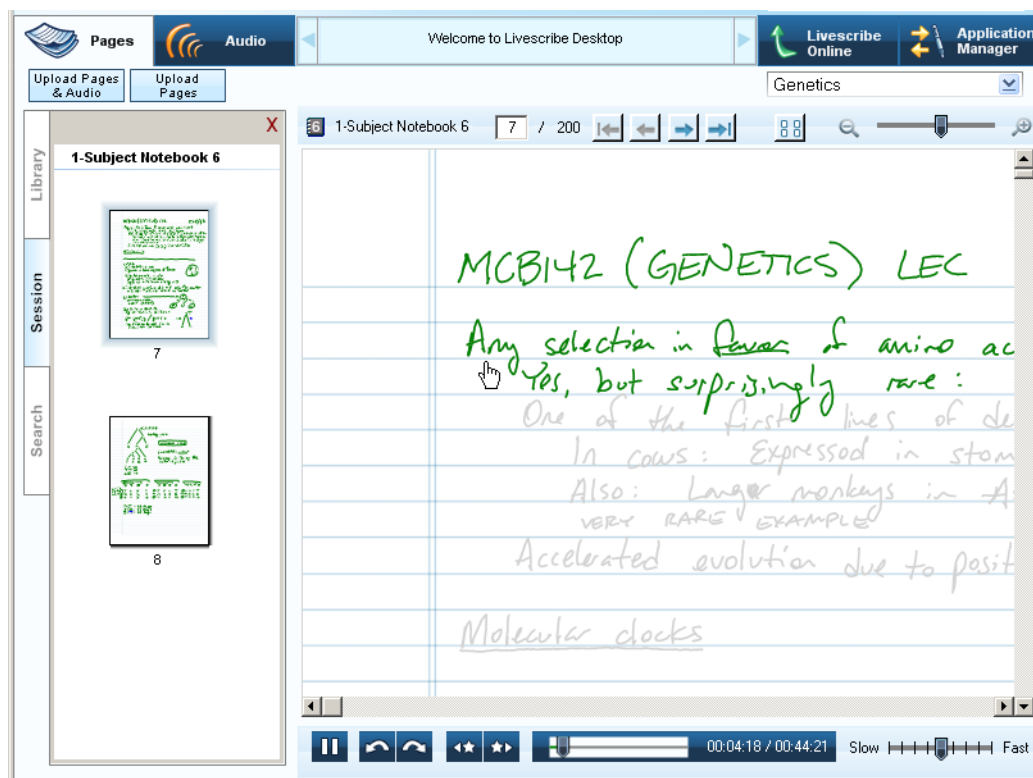 Pages
Audio
Welcome to Livescribe Desktop
Livescribe Online
Application Manager
Upload Pages & Audio
Upload Pages
Genetics
Library
Session
Search
X
1-Subject Notebook 6
7
8
6 1-Subject Notebook 6 7 / 200
MCB142 (GENETICS) LEC
Any selection in favor of amino ac
Yes, but surprisingly rare:
One of the first lines of de
In cows: Expressed in stom
Also: Langer monkeys in A
VERY RARE EXAMPLE
Accelerated evolution due to posit
Molecular clocks
00:04:18 / 00:44:21 Slow Fast